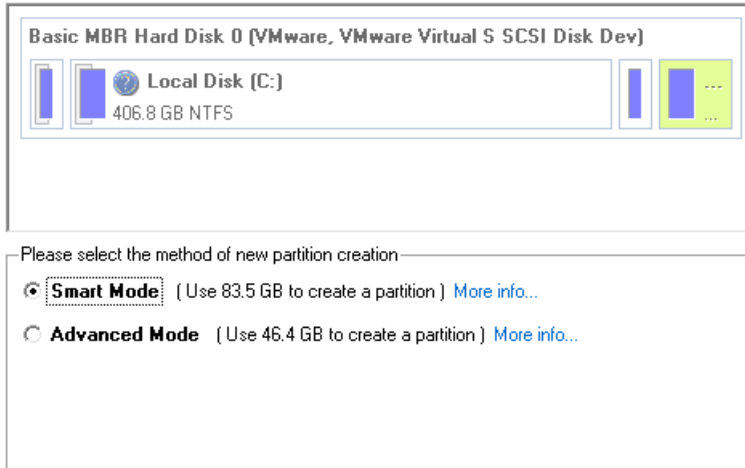 Basic MBR Hard Disk 0 (VMware, VMware Virtual S SCSI Disk Dev)
Local Disk (C:)
406.8 GB NTFS
...
...
Please select the method of new partition creation
Smart Mode ( Use 83.5 GB to create a partition ) More info...
Advanced Mode ( Use 46.4 GB to create a partition ) More info...